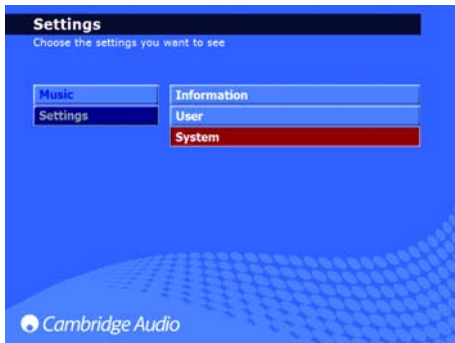 Settings
Choose the settings you want to see
Music
Information
Settings
User
System
Cambridge Audio